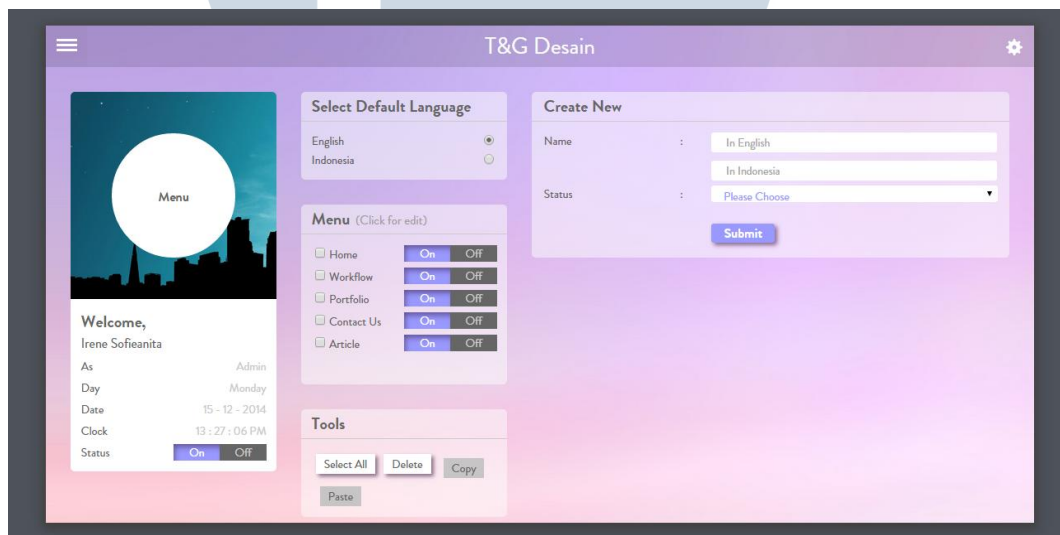 T&G Desain
Menu
Welcome,
Irene Sofieanita
As Admin
Day Monday
Date 15 - 12 - 2014
Clock 13 : 27 : 06 PM
Status On Off
Select Default Language
English
Indonesia
Menu (Click for edit)
Home On Off
Workflow On Off
Portfolio On Off
Contact Us On Off
Article On Off
Tools
Select All Delete Copy
Paste
Create New
Name : In English
In Indonesia
Status : Please Choose
Submit